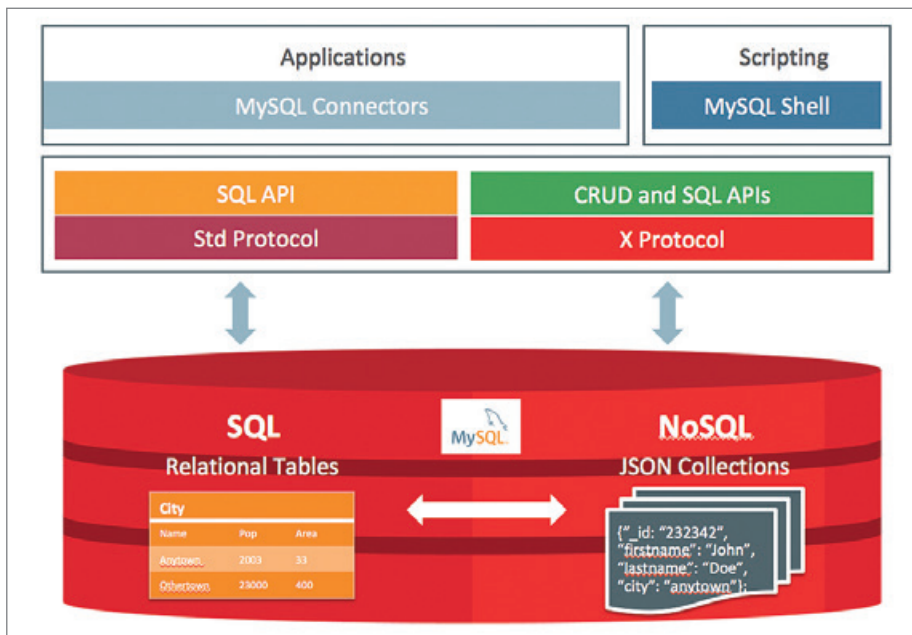 Applications
MySQL Connectors
Scripting
MySQL Shell
SQL API
Std Protocol
CRUD and SQL APIs
X Protocol
SQL
Relational Tables
MySQL
NoSQL
JSON Collections
City
Name Pop Area
Anytown 2003 33
Othertown 23000 400
{"_id: "232342",
"firstname": "John",
"lastname": "Doe",
"city": "anytown"};